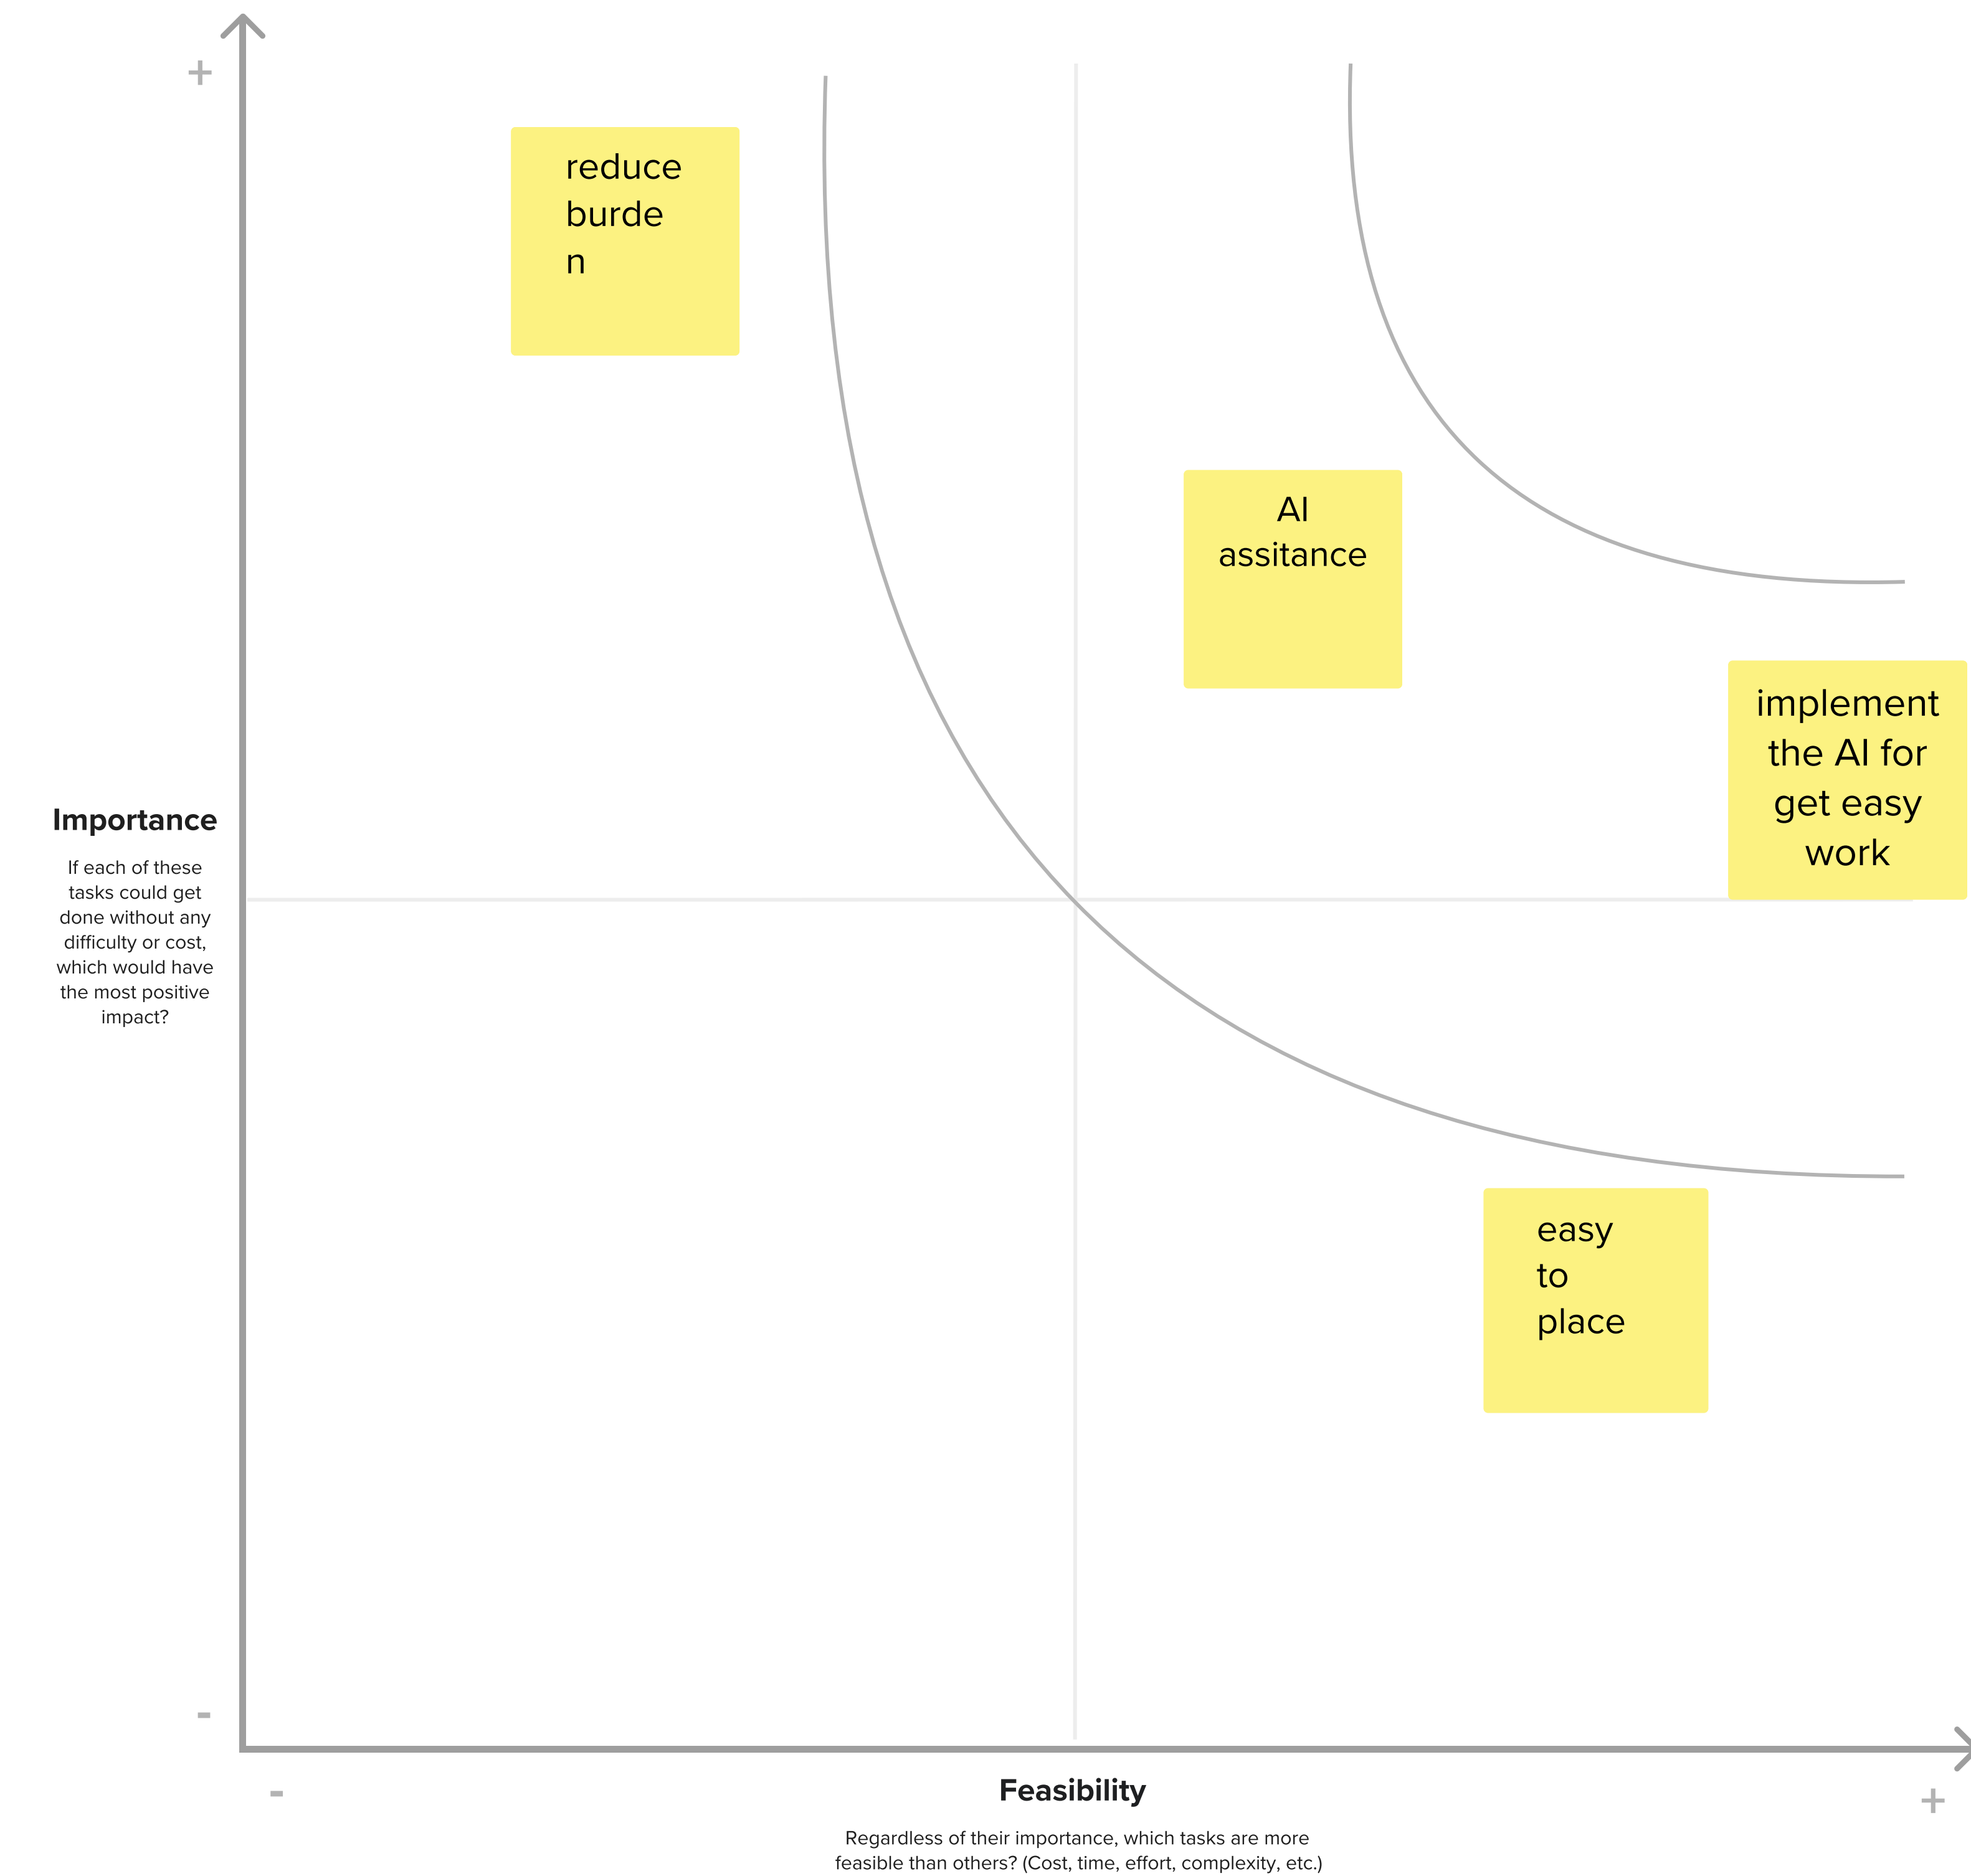 +
reduce
burde
n
AI
assitance
implement
the AI for
get easy
work
Importance
If each of these
tasks could get
done without any
difficulty or cost,
which would have
the most positive
impact?
easy
to
place
-
-
Feasibility
+
Regardless of their importance, which tasks are more
feasible than others? (Cost, time, effort, complexity, etc.)